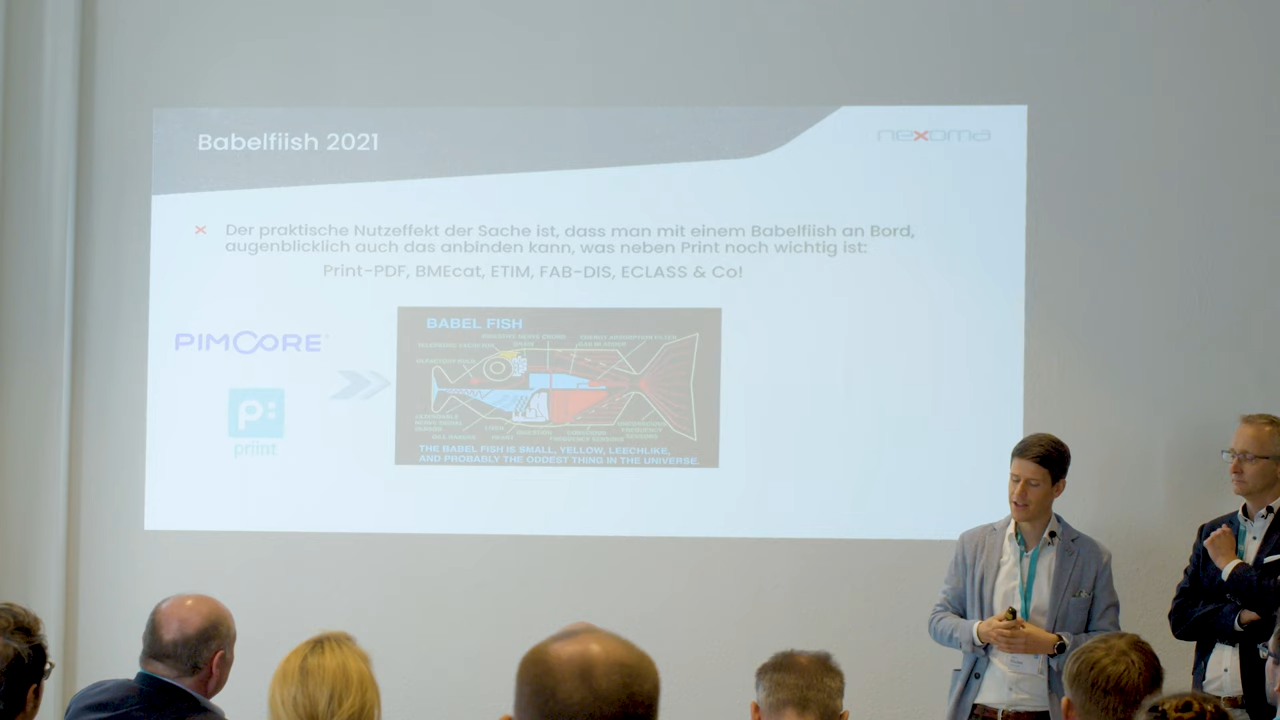 Babelfiish 2021
nexoma
Der praktische Nutzeffekt der Sache ist, dass man mit einem Babelfiish an Bord,
augenblicklich auch das anbinden kann, was neben Print noch wichtig ist:
Print-PDF, BMEcat, ETIM, FAB-DIS, ECLASS & Co!
PIMCORE
BABEL FISH
p:
priint
THE BABEL FISH IS SMALL, YELLOW, LEECHLIKE,
AND PROBABLY THE ODDEST THING IN THE UNIVERSE.